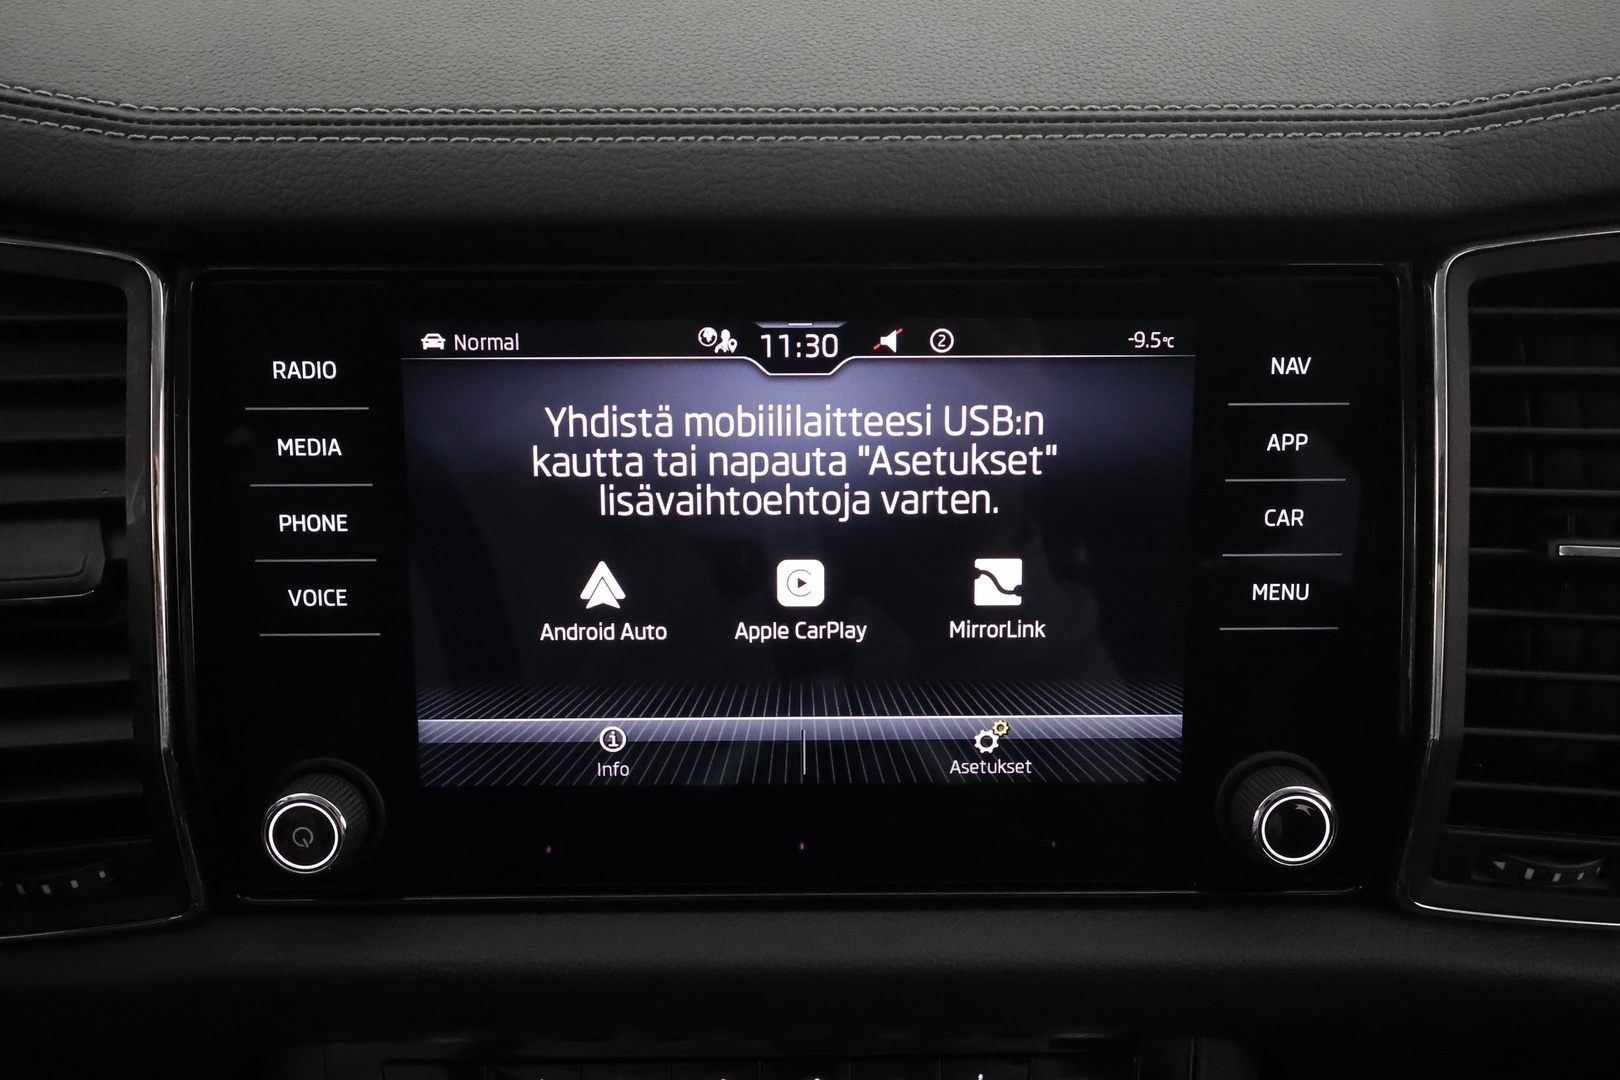 Normal
11:30
2
-9.5°C
RADIO
MEDIA
PHONE
VOICE
Yhdistä mobiililaitteesi USB:n
kautta tai napauta "Asetukset"
lisävaihtoehtoja varten.
Android Auto
Apple CarPlay
MirrorLink
Info
Asetukset
NAV
APP
CAR
MENU